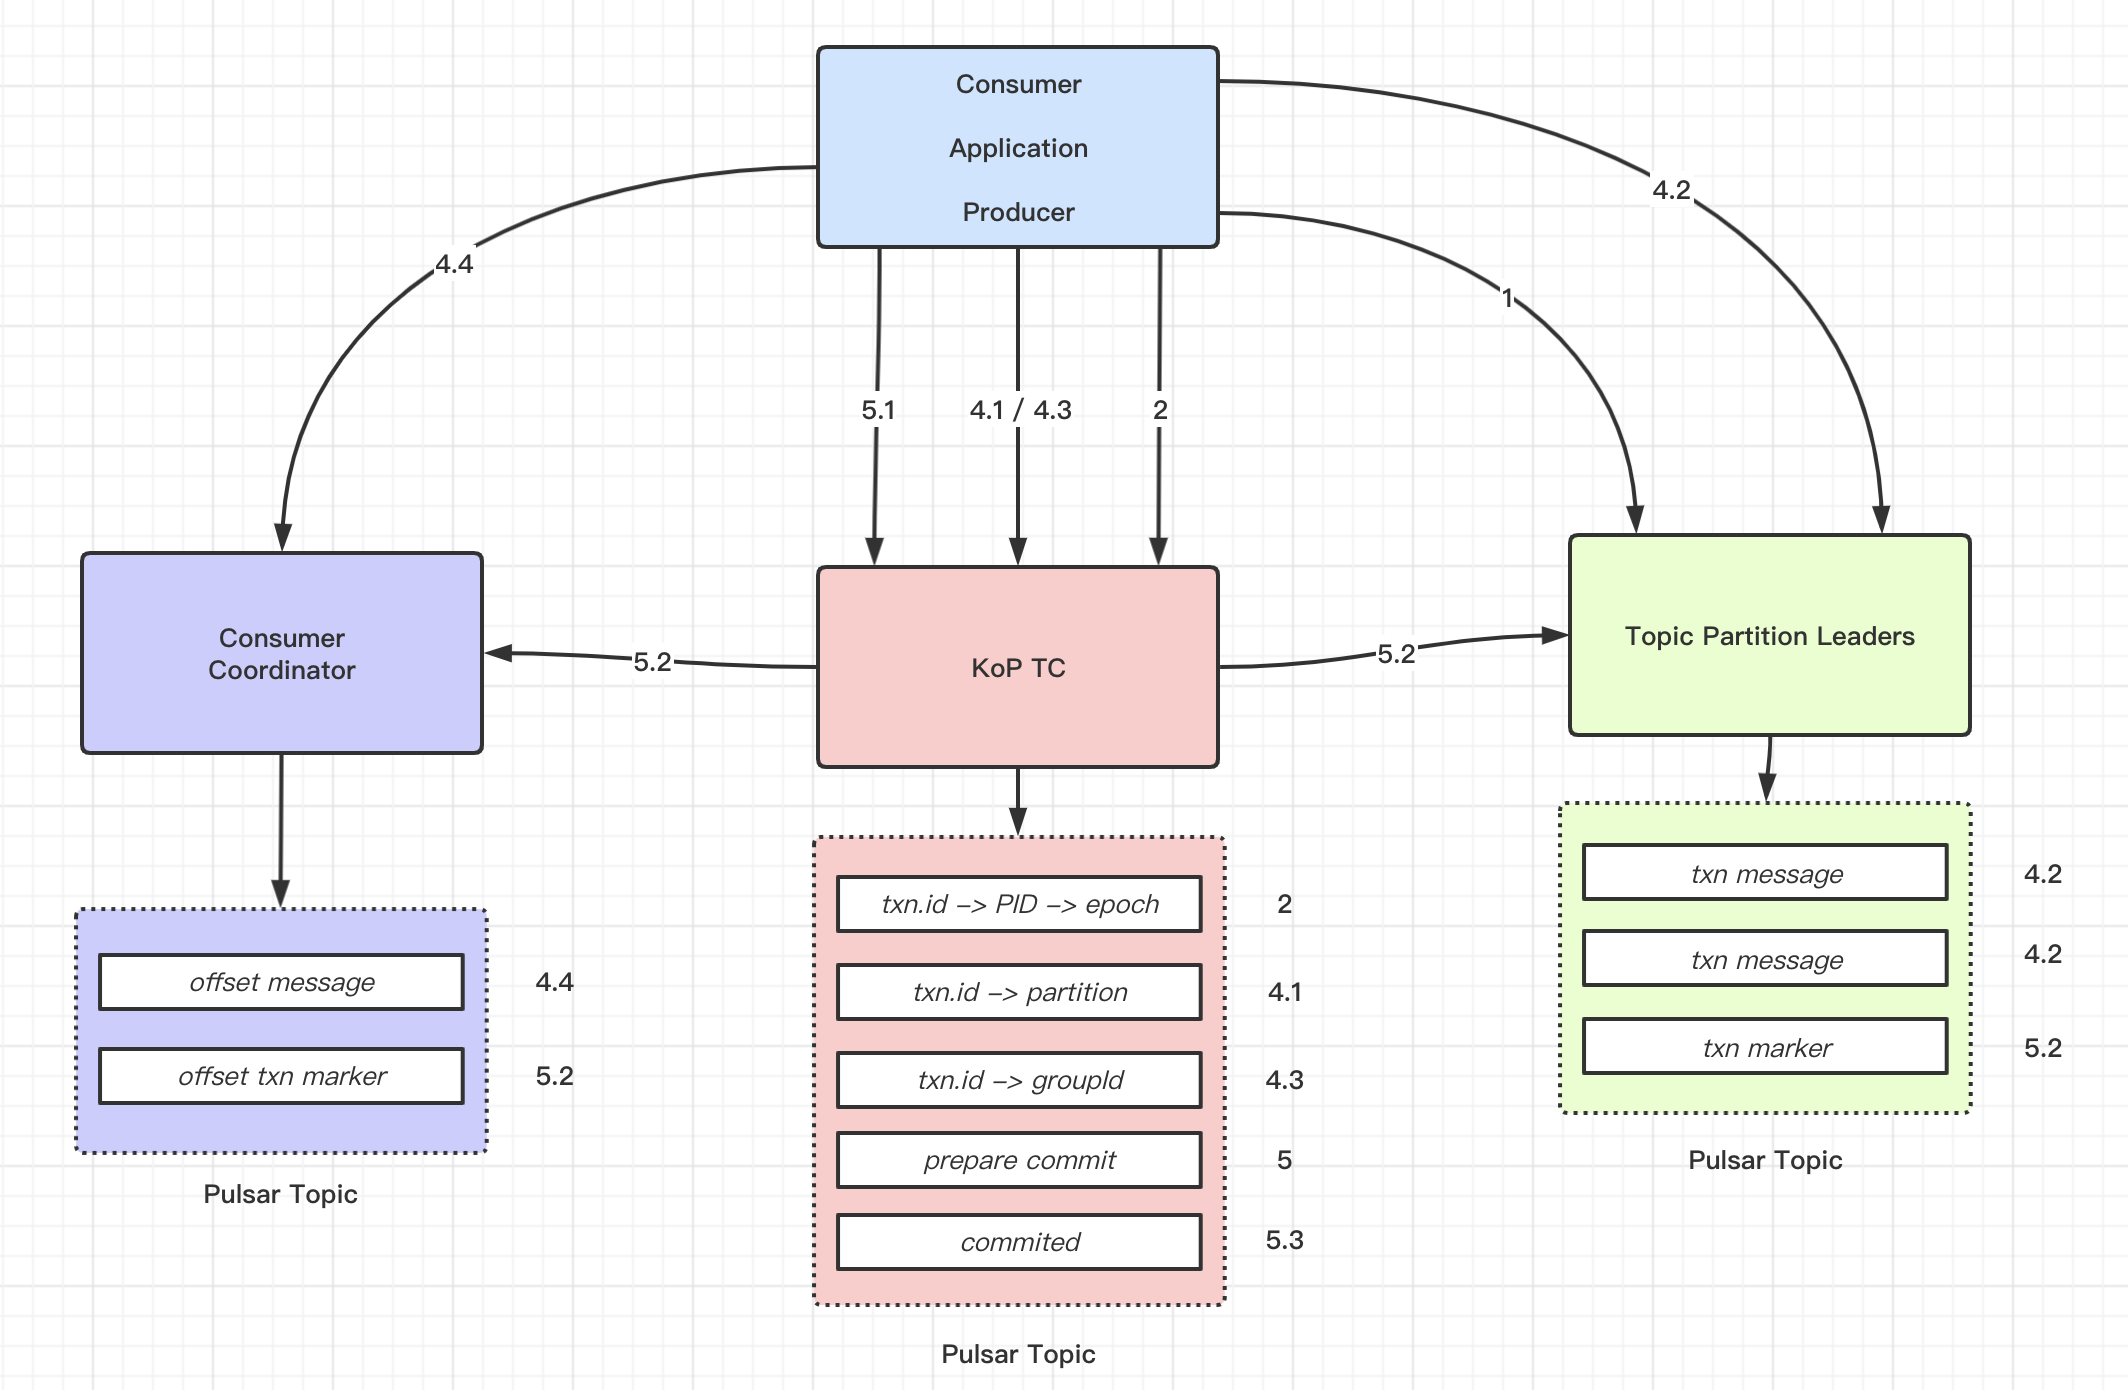 Consumer
Application
Producer
4.4
4.2
1
5.1
4.1 / 4.3
2
Consumer
Coordinator
5.2
KoP TC
5.2
Topic Partition Leaders
offset message
4.4
offset txn marker
5.2
Pulsar Topic
txn.id –> PID –> epoch
2
txn.id –> partition
4.1
txn.id –> groupId
4.3
prepare commit
5
commited
5.3
Pulsar Topic
txn message
4.2
txn message
4.2
txn marker
5.2
Pulsar Topic